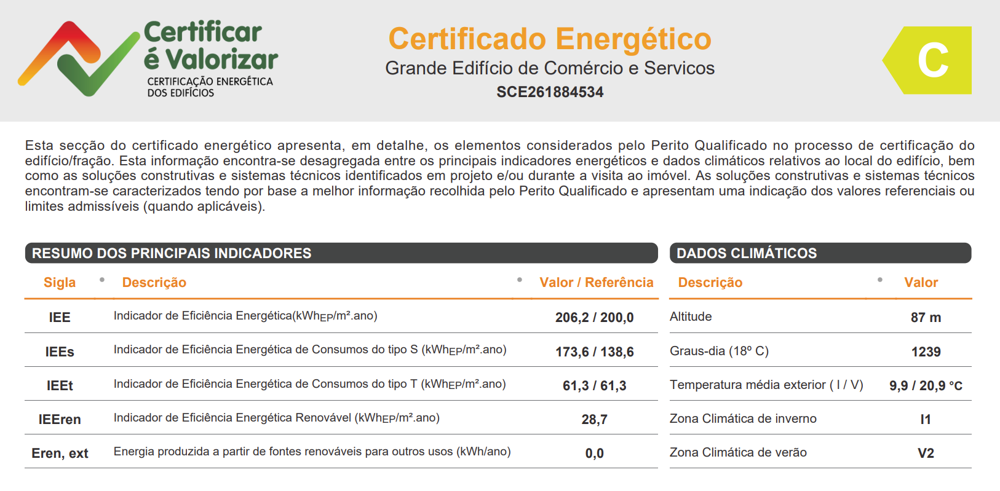 Certificar
é Valorizar
CERTIFICAÇÃO ENERGÉTICA
DOS EDIFÍCIOS
Certificado Energético
Grande Edifício de Comércio e Servicos
SCE261884534
C
Esta secção do certificado energético apresenta, em detalhe, os elementos considerados pelo Perito Qualificado no processo de certificação do
edifício/fração. Esta informação encontra-se desagregada entre os principais indicadores energéticos e dados climáticos relativos ao local do edifício, bem
como as soluções construtivas e sistemas técnicos identificados em projeto e/ou durante a visita ao imóvel. As soluções construtivas e sistemas técnicos
encontram-se caracterizados tendo por base a melhor informação recolhida pelo Perito Qualificado e apresentam uma indicação dos valores referenciais ou
limites admissíveis (quando aplicáveis).
RESUMO DOS PRINCIPAIS INDICADORES
Sigla Descrição Valor / Referência
IEE Indicador de Eficiência Energética(kWhEP/m².ano) 206,2 / 200,0
IEEs Indicador de Eficiência Energética de Consumos do tipo S (kWhEP/m².ano) 173,6 / 138,6
IEEt Indicador de Eficiência Energética de Consumos do tipo T (kWhEP/m².ano) 61,3 / 61,3
IEEren Indicador de Eficiência Energética Renovável (kWhEP/m².ano) 28,7
Eren, ext Energia produzida a partir de fontes renováveis para outros usos (kWh/ano) 0,0
DADOS CLIMÁTICOS
Descrição Valor
Altitude 87 m
Graus-dia (18º C) 1239
Temperatura média exterior ( I / V) 9,9 / 20,9 °C
Zona Climática de inverno I1
Zona Climática de verão V2